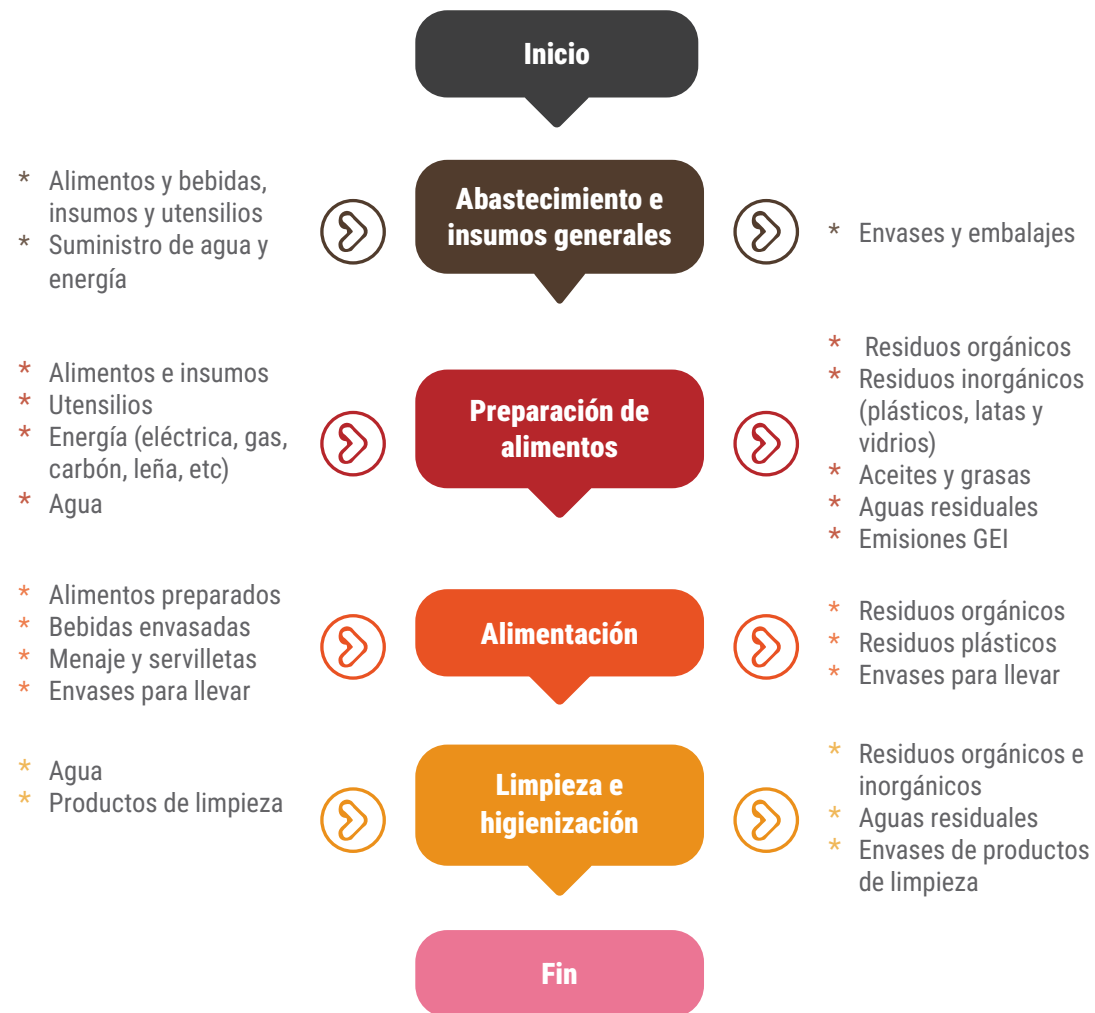 Inicio
* Alimentos y bebidas,
insumos y utensilios
* Suministro de agua y
energía
Abastecimiento e
insumos generales
* Envases y embalajes
* Alimentos e insumos
* Utensilios
* Energía (eléctrica, gas,
carbón, leña, etc)
* Agua
Preparación de
alimentos
* Residuos orgánicos
* Residuos inorgánicos
(plásticos, latas y
vidrios)
* Aceites y grasas
* Aguas residuales
* Emisiones GEI
* Alimentos preparados
* Bebidas envasadas
* Menaje y servilletas
* Envases para llevar
Alimentación
* Residuos orgánicos
* Residuos plásticos
* Envases para llevar
* Agua
* Productos de limpieza
Limpieza e
higienización
* Residuos orgánicos e
inorgánicos
* Aguas residuales
* Envases de productos
de limpieza
Fin